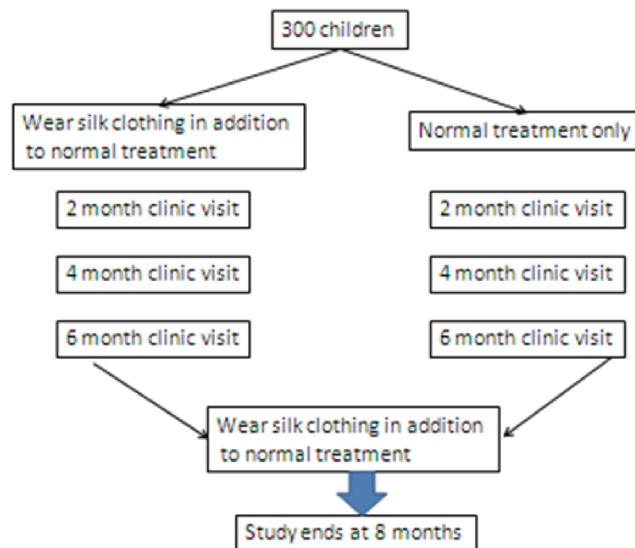 300 children
Wear silk clothing in addition
to normal treatment
Normal treatment only
2 month clinic visit
2 month clinic visit
4 month clinic visit
4 month clinic visit
6 month clinic visit
6 month clinic visit
Wear silk clothing in addition
to normal treatment
Study ends at 8 months